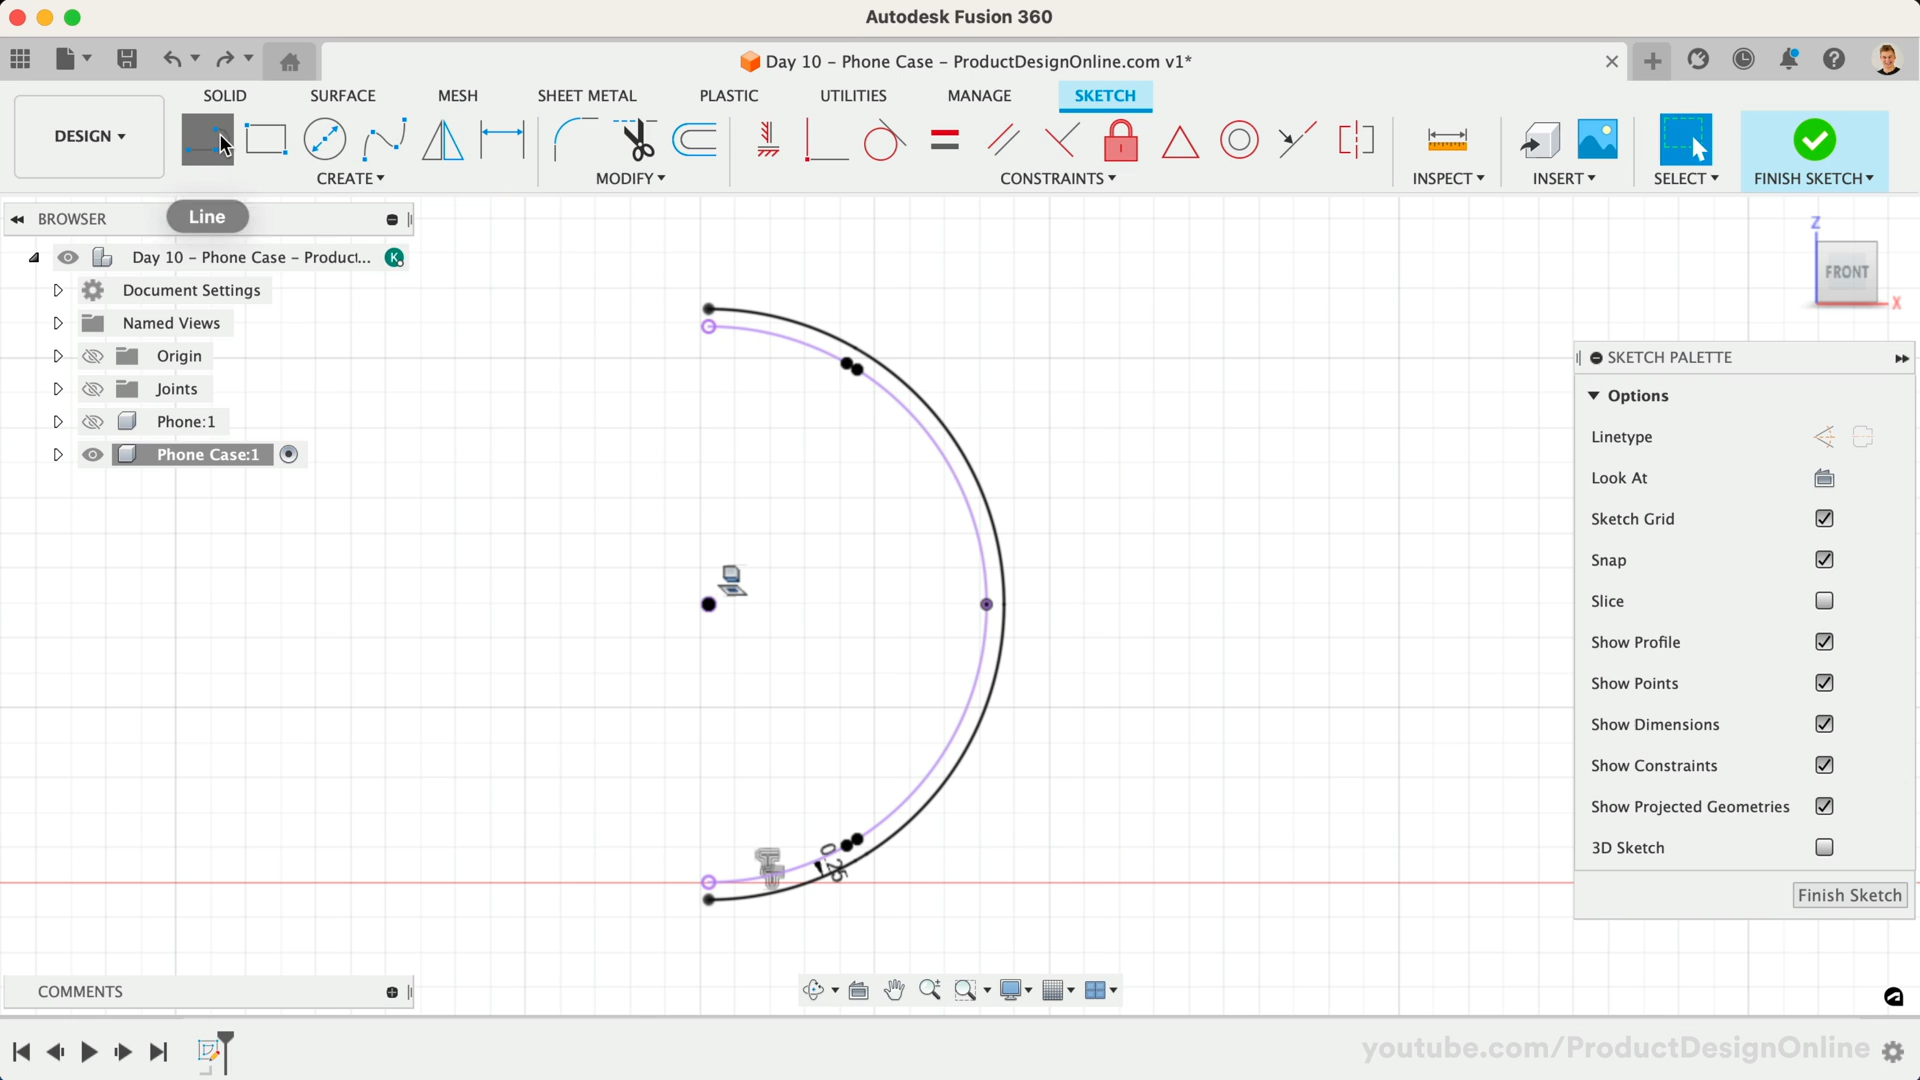 Autodesk Fusion 360
Day 10 – Phone Case – ProductDesignOnline.com v1*
SOLID SURFACE MESH SHEET METAL PLASTIC UTILITIES MANAGE SKETCH
DESIGN
CREATE MODIFY CONSTRAINTS INSPECT INSERT SELECT FINISH SKETCH
BROWSER
Line
Day 10 – Phone Case – Product... K
Document Settings
Named Views
Origin
Joints
Phone:1
Phone Case:1
Z
FRONT
X
SKETCH PALETTE
Options
Linetype
Look At
Sketch Grid
Snap
Slice
Show Profile
Show Points
Show Dimensions
Show Constraints
Show Projected Geometries
3D Sketch
Finish Sketch
0.25
COMMENTS
youtube.com/ProductDesignOnline